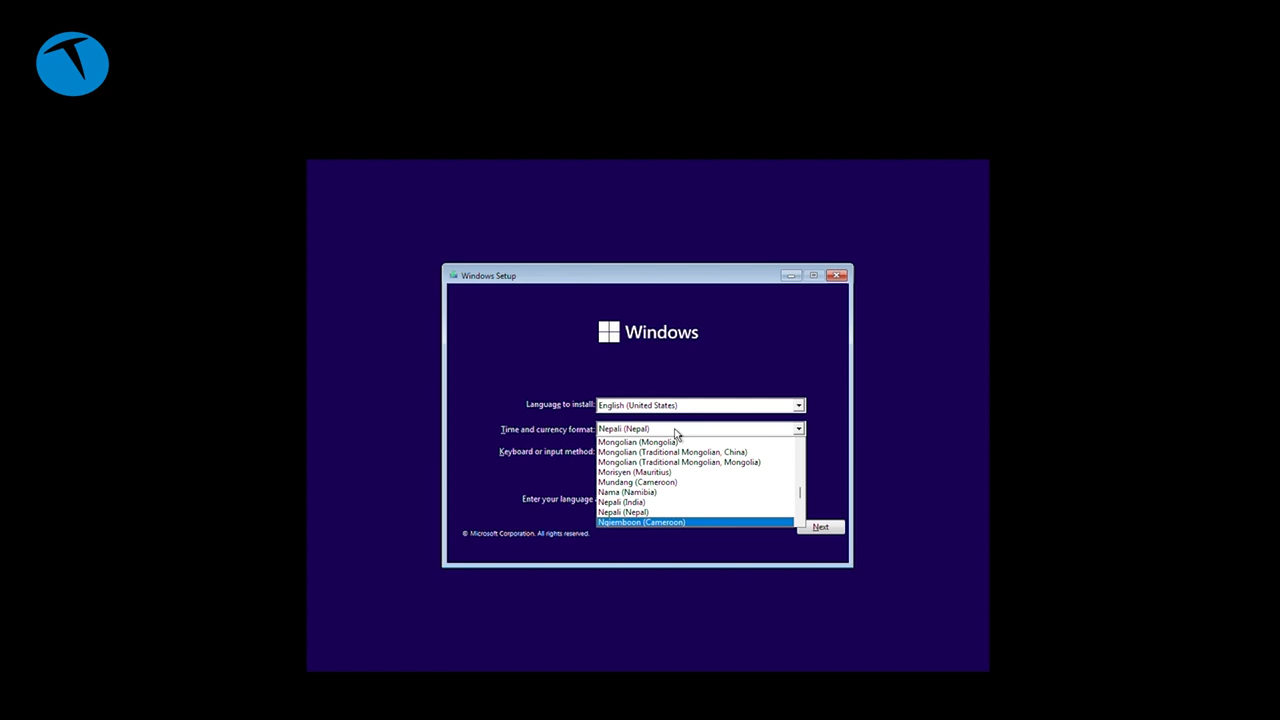 Windows Setup
Windows
Language to install: English (United States)
Time and currency format: Nepali (Nepal)
Mongolian (Mongolia)
Keyboard or input method: Mongolian (Traditional Mongolian, China)
Mongolian (Traditional Mongolian, Mongolia)
Morisyen (Mauritius)
Mundang (Cameroon)
Nama (Namibia)
Enter your language Nepali (India)
Nepali (Nepal)
Ngiemboon (Cameroon)
Next
© Microsoft Corporation. All rights reserved.